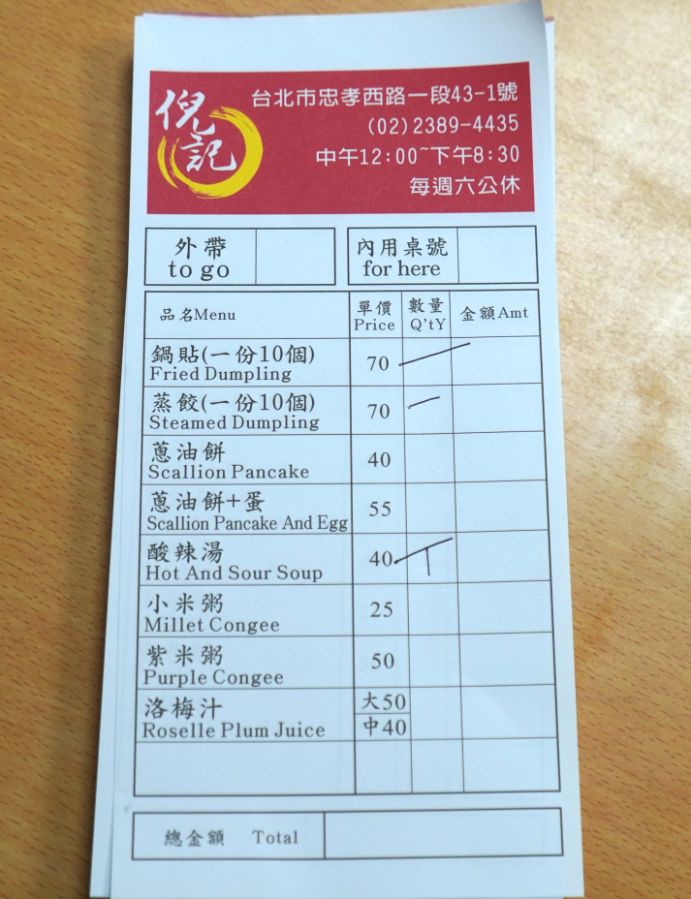 倪記
台北市忠孝西路一段43-1號
(02)2389-4435
中午12:00~下午8:30
每週六公休
外帶
to go
內用桌號
for here
品名Menu
單價
Price
數量
Q'tY
金額Amt
鍋貼(一份10個)
Fried Dumpling
70
蒸餃(一份10個)
Steamed Dumpling
70
蔥油餅
Scallion Pancake
40
蔥油餅+蛋
Scallion Pancake And Egg
55
酸辣湯
Hot And Sour Soup
40
小米粥
Millet Congee
25
紫米粥
Purple Congee
50
洛梅汁
Roselle Plum Juice
大50
中40
總金額 Total